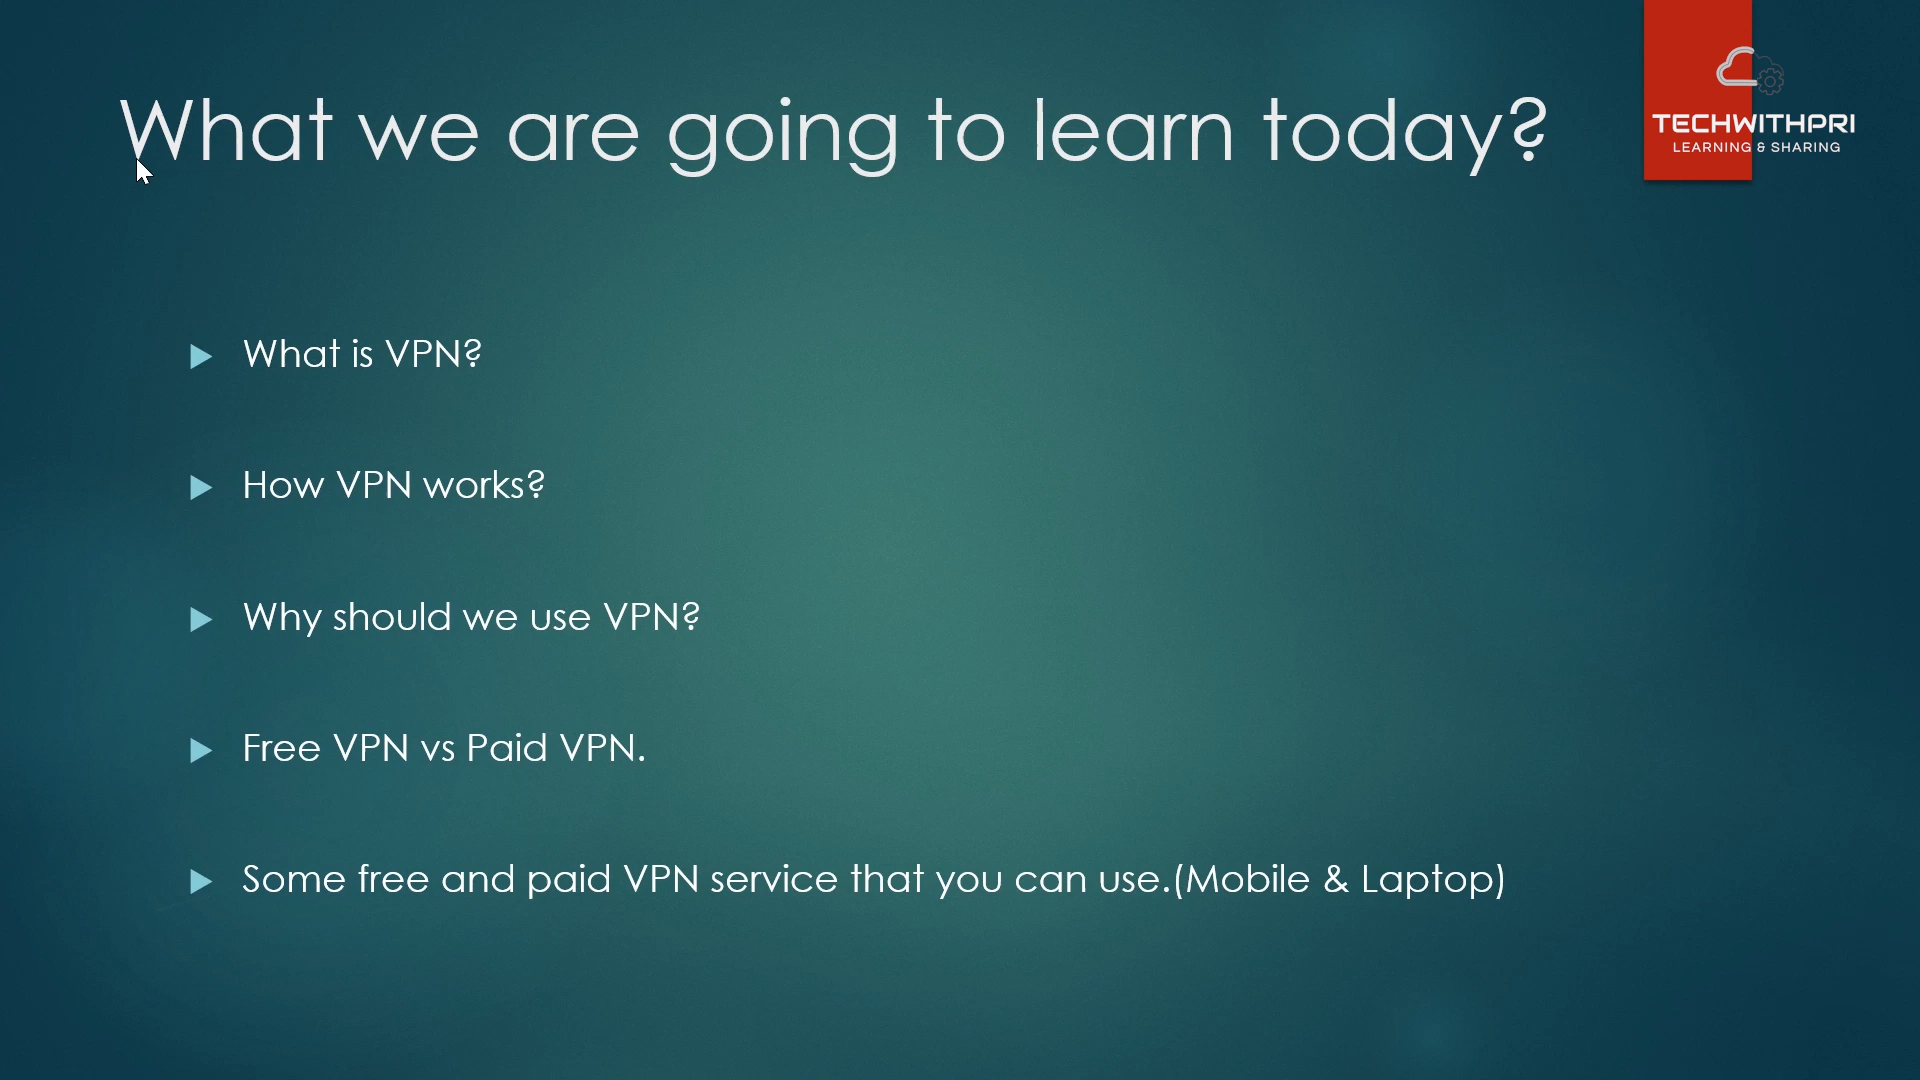 What we are going to learn today?
TECHWITHPRI
LEARNING & SHARING
What is VPN?
How VPN works?
Why should we use VPN?
Free VPN vs Paid VPN.
Some free and paid VPN service that you can use.(Mobile & Laptop)